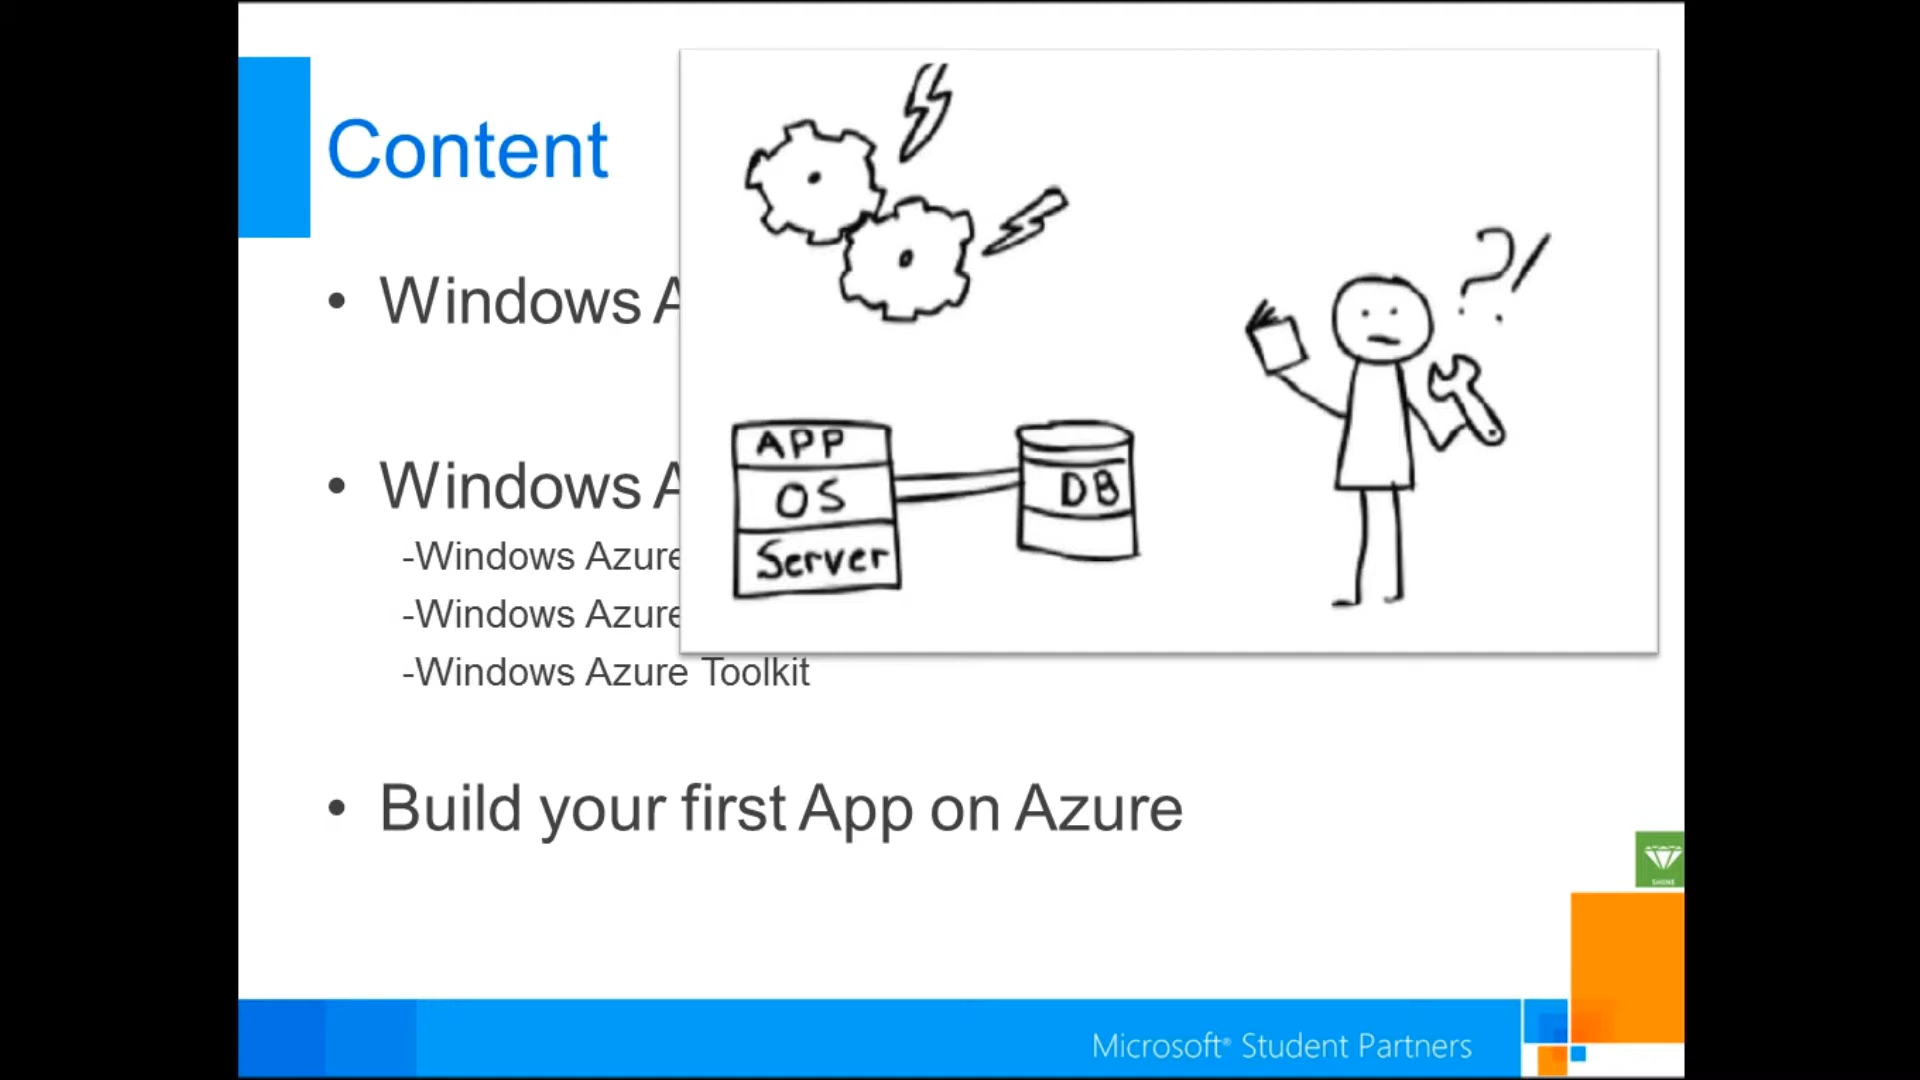 Content
• Windows A
• Windows A
-Windows Azure
-Windows Azure
-Windows Azure Toolkit
• Build your first App on Azure
?!
APP
OS
Server
DB
SHINE
Microsoft® Student Partners